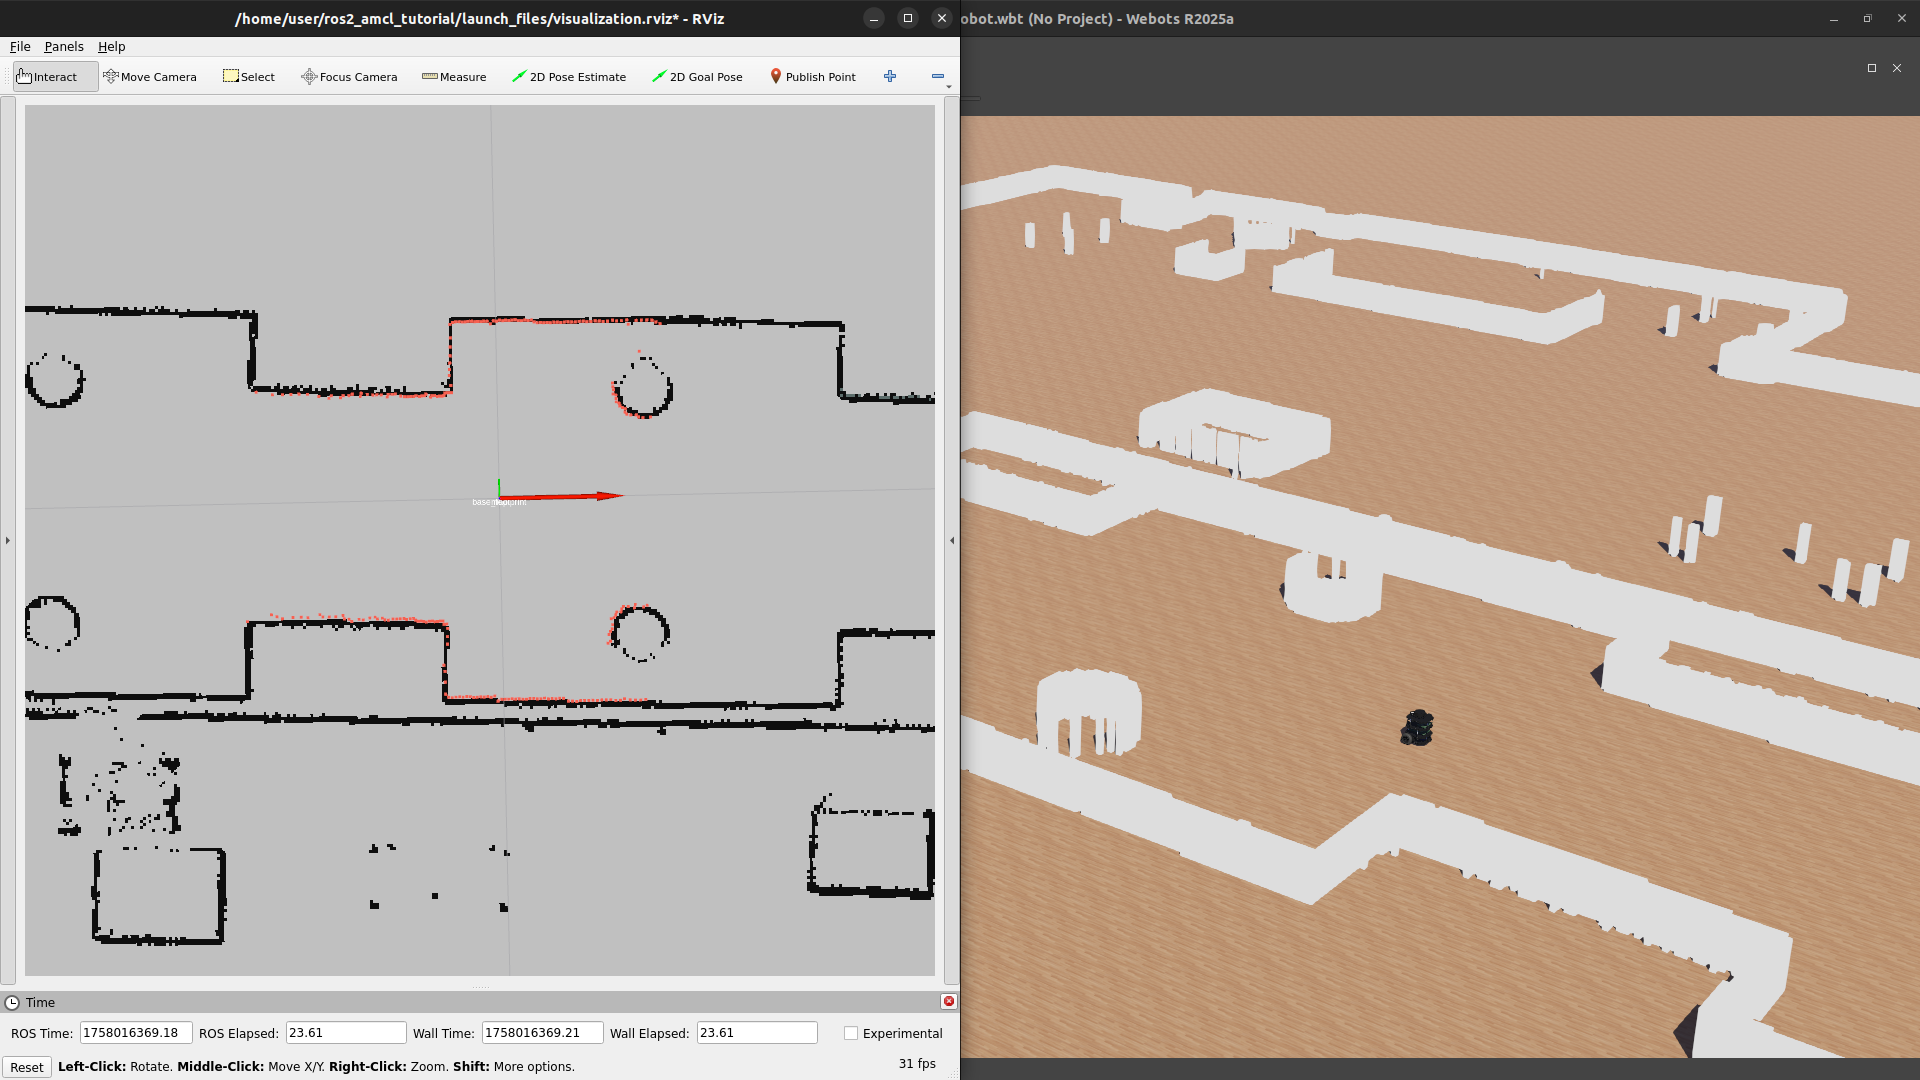 /home/user/ros2_amcl_tutorial/launch_files/visualization.rviz* - RViz
obot.wbt (No Project) - Webots R2025a
File Panels Help
Interact Move Camera Select Focus Camera Measure 2D Pose Estimate 2D Goal Pose Publish Point
Time
ROS Time: 1758016369.18 ROS Elapsed: 23.61 Wall Time: 1758016369.21 Wall Elapsed: 23.61 Experimental
Reset Left-Click: Rotate. Middle-Click: Move X/Y. Right-Click: Zoom. Shift: More options. 31 fps